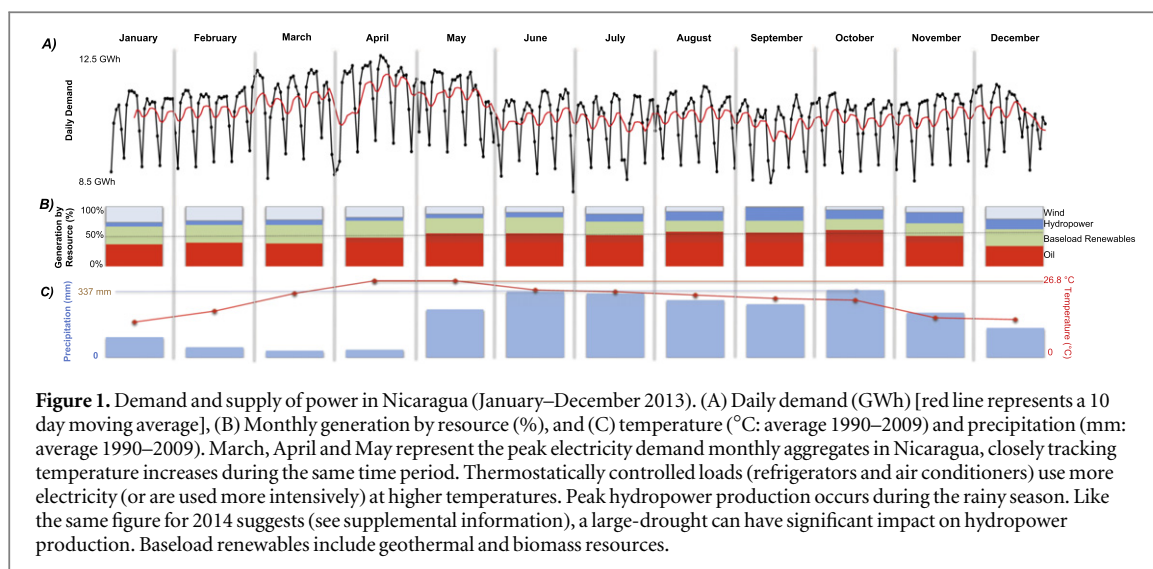 January February March April May June July August September October November December
A)
12.5 GWh
Daily Demand
8.5 GWh
B)
Generation by
Resource (%)
100%
50%
0%
Wind
Hydropower
Baseload Renewables
Oil
C)
Precipitation (mm)
337 mm
0
26.8 °C
Temperature (°C)
0
Figure 1. Demand and supply of power in Nicaragua (January–December 2013). (A) Daily demand (GWh) [red line represents a 10
day moving average], (B) Monthly generation by resource (%), and (C) temperature (°C: average 1990–2009) and precipitation (mm:
average 1990–2009). March, April and May represent the peak electricity demand monthly aggregates in Nicaragua, closely tracking
temperature increases during the same time period. Thermostatically controlled loads (refrigerators and air conditioners) use more
electricity (or are used more intensively) at higher temperatures. Peak hydropower production occurs during the rainy season. Like
the same figure for 2014 suggests (see supplemental information), a large-drought can have significant impact on hydropower
production. Baseload renewables include geothermal and biomass resources.